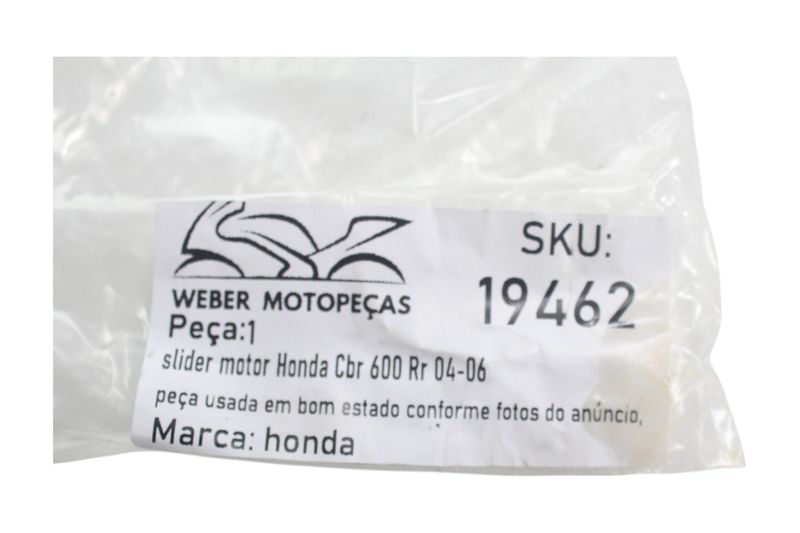 WEBER MOTOPEÇAS
SKU:
19462
Peça:1
slider motor Honda Cbr 600 Rr 04-06
peça usada em bom estado conforme fotos do anúncio,
Marca: honda